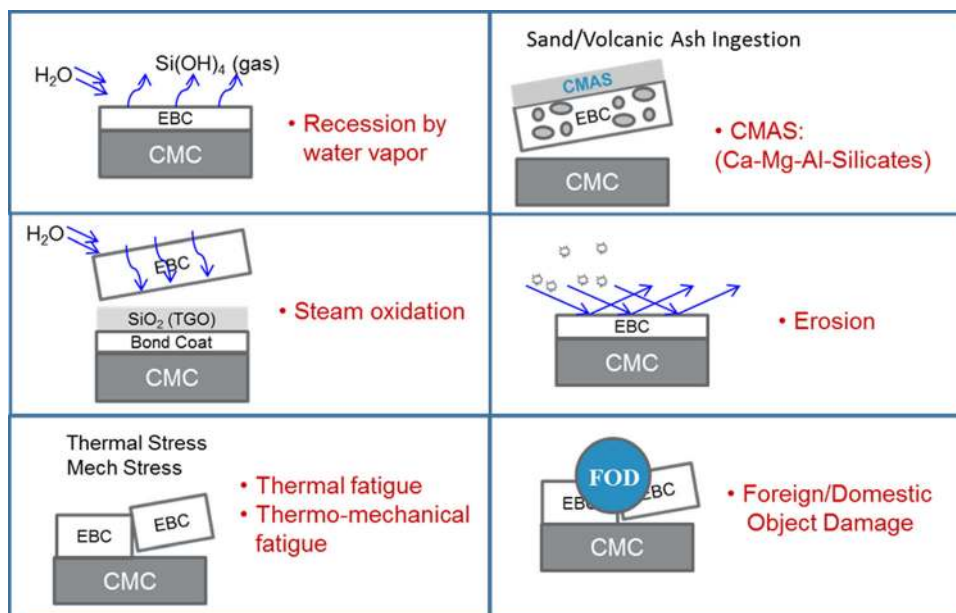 H₂O
Si(OH)₄ (gas)
EBC
CMC
• Recession by
water vapor
Sand/Volcanic Ash Ingestion
CMAS
EBC
CMC
• CMAS:
(Ca-Mg-Al-Silicates)
H₂O
EBC
SiO₂ (TGO)
Bond Coat
CMC
• Steam oxidation
EBC
CMC
• Erosion
Thermal Stress
Mech Stress
EBC
EBC
CMC
• Thermal fatigue
• Thermo-mechanical
fatigue
FOD
EBC
EBC
CMC
• Foreign/Domestic
Object Damage